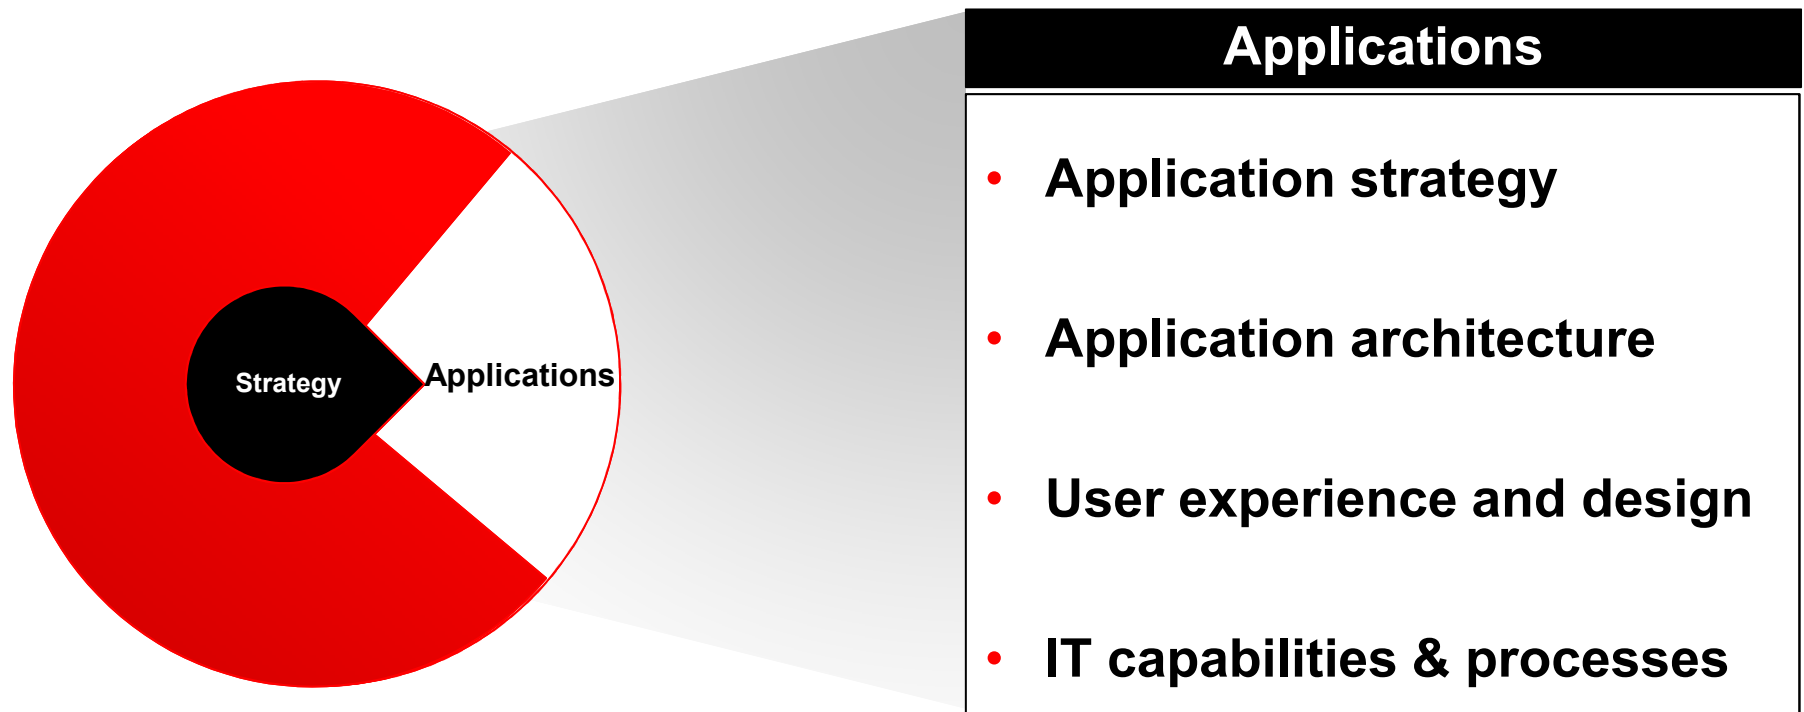 Strategy
Applications
Applications
• Application strategy
• Application architecture
• User experience and design
• IT capabilities & processes